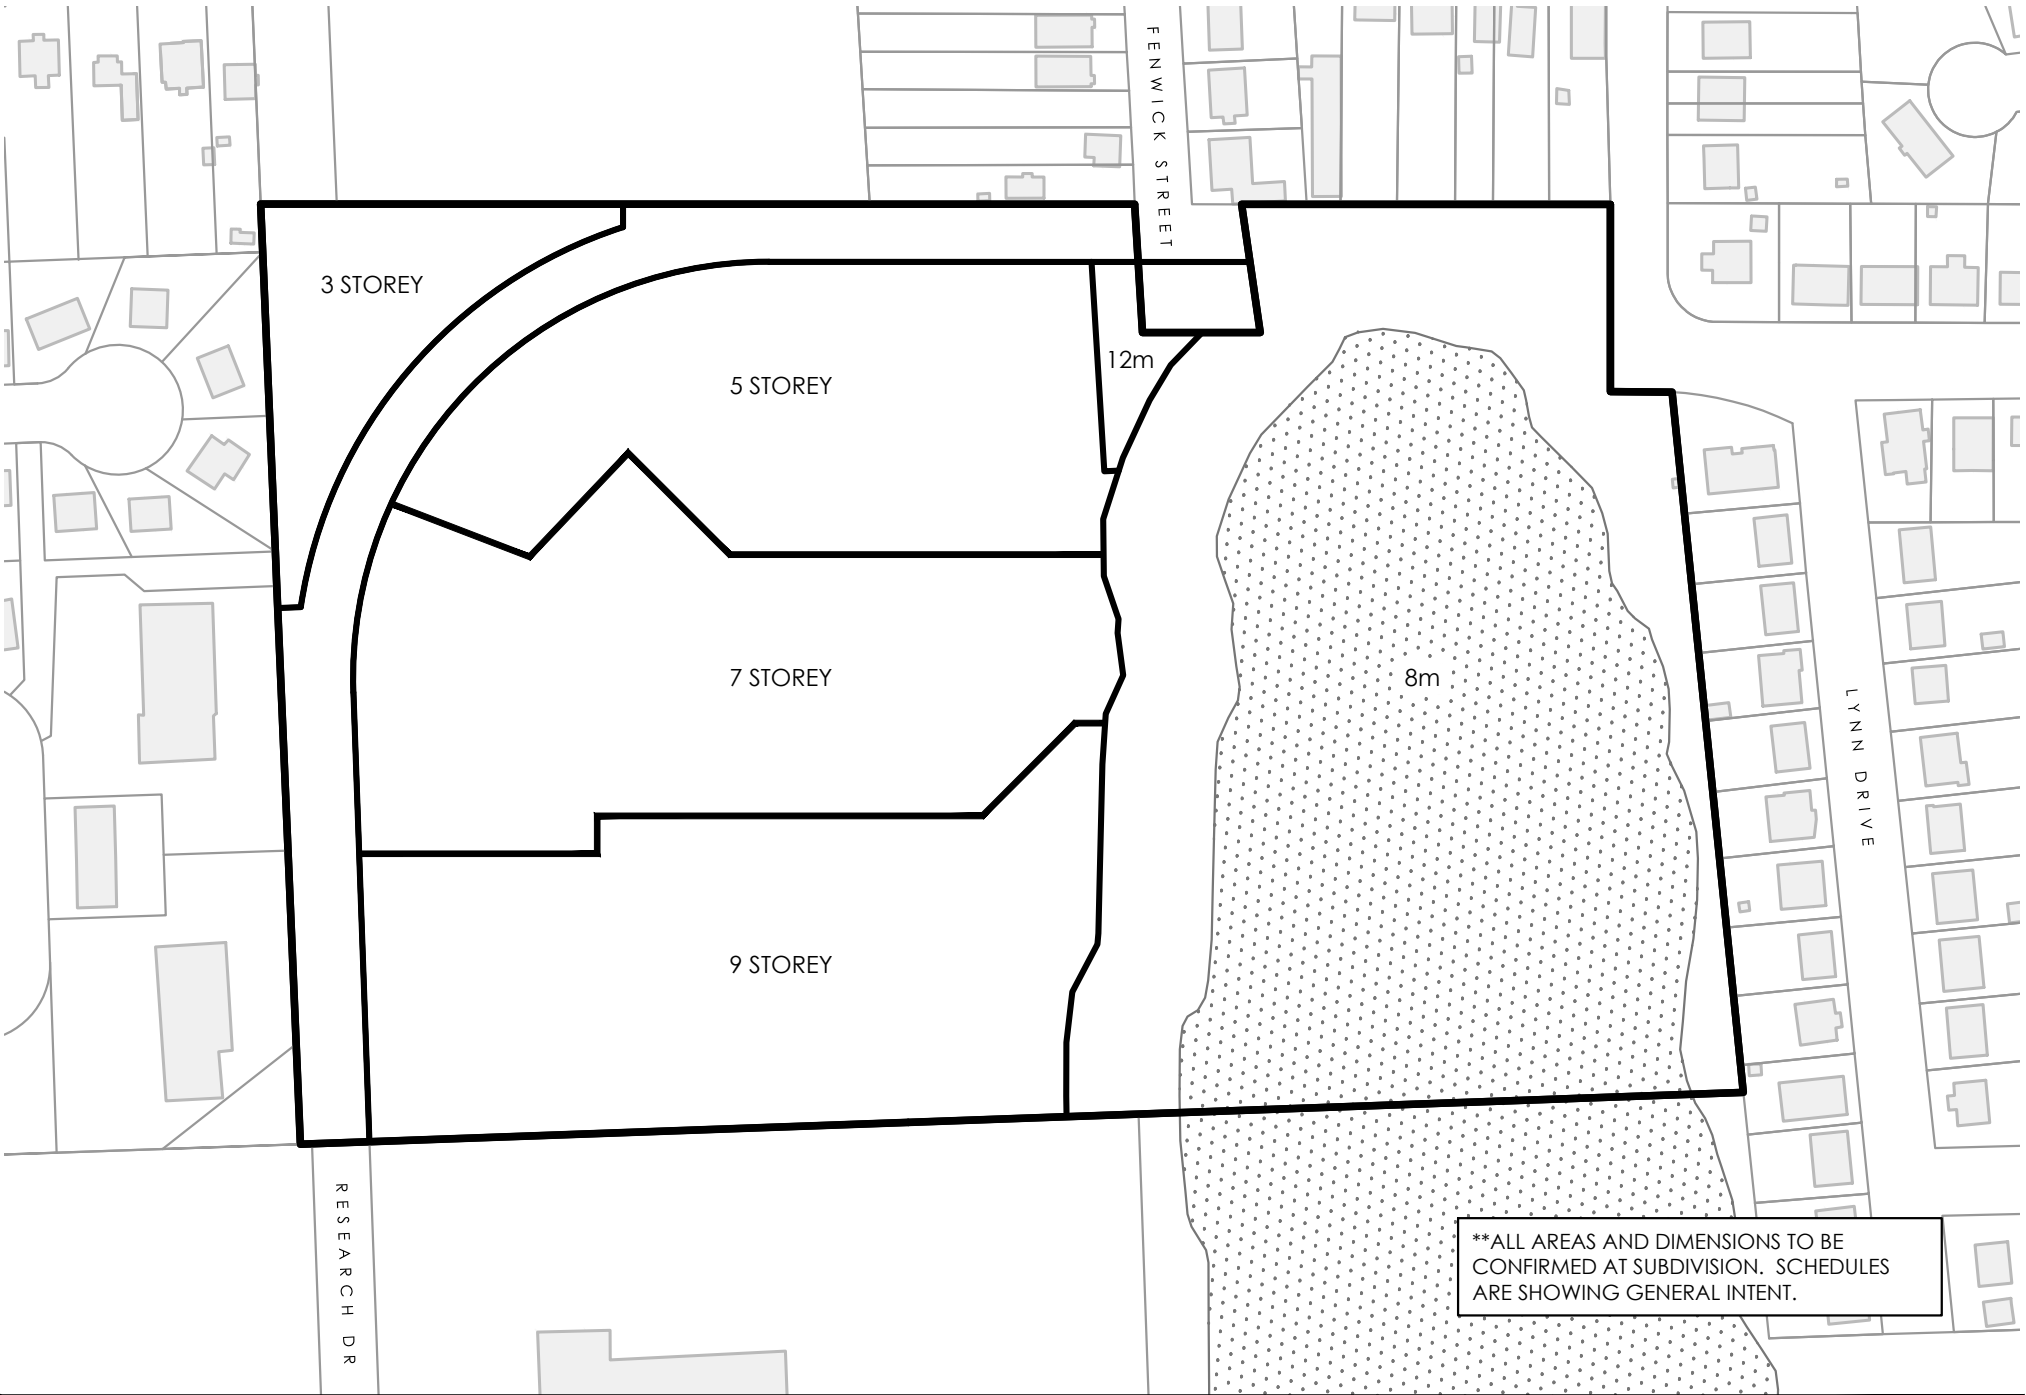 FENWICK STREET
3 STOREY
12m
5 STOREY
7 STOREY
8m
LYNN DRIVE
9 STOREY
RESEARCH DR
**ALL AREAS AND DIMENSIONS TO BE
CONFIRMED AT SUBDIVISION. SCHEDULES
ARE SHOWING GENERAL INTENT.